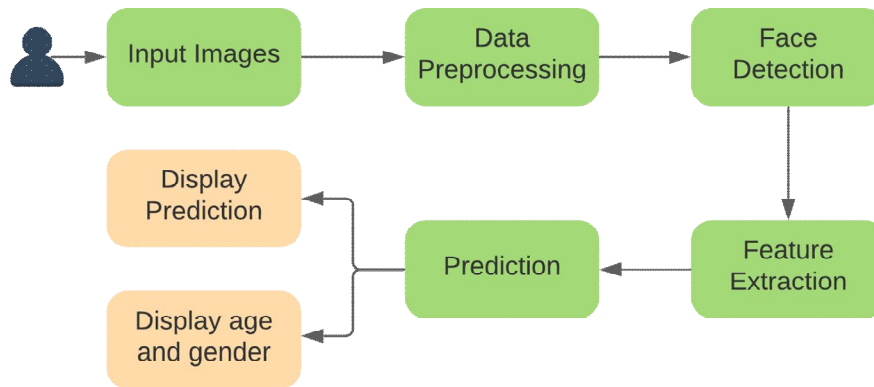 Input Images
Data
Preprocessing
Face
Detection
Display
Prediction
Prediction
Feature
Extraction
Display age
and gender